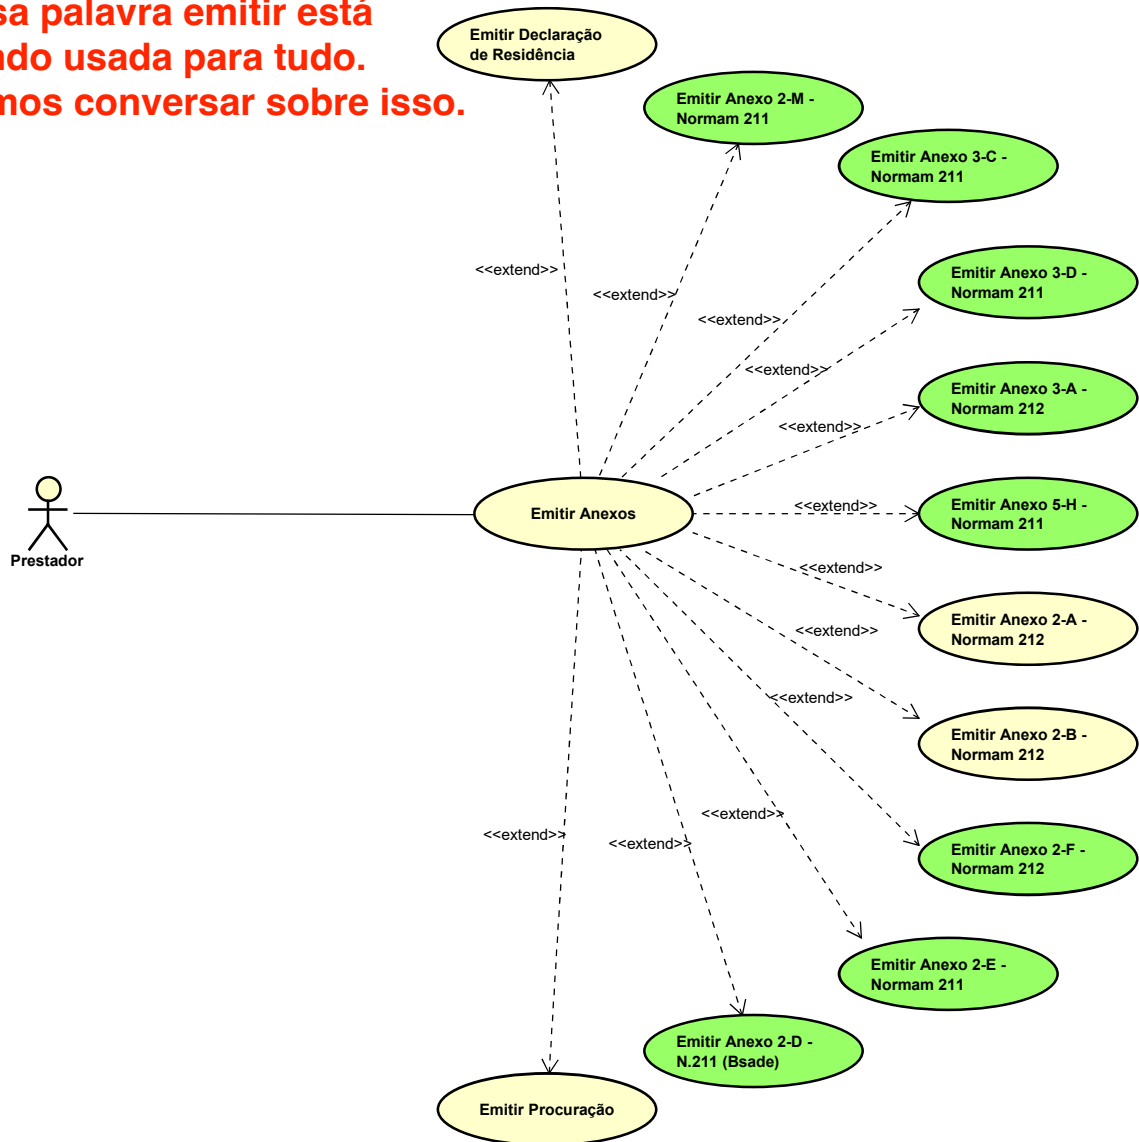 sa palavra emitir está
ndo usada para tudo.
mos conversar sobre isso.
Emitir Declaração
de Residência
Emitir Anexo 2-M -
Normam 211
Emitir Anexo 3-C -
Normam 211
<<extend>>
Emitir Anexo 3-D -
Normam 211
<<extend>>
<<extend>>
<<extend>>
Emitir Anexo 3-A -
Normam 212
<<extend>>
Emitir Anexos
<<extend>>
Emitir Anexo 5-H -
Normam 211
Prestador
<<extend>>
Emitir Anexo 2-A -
Normam 212
<<extend>>
<<extend>>
Emitir Anexo 2-B -
Normam 212
<<extend>>
<<extend>>
<<extend>>
Emitir Anexo 2-F -
Normam 212
Emitir Anexo 2-E -
Normam 211
Emitir Anexo 2-D -
N.211 (Bsade)
Emitir Procuração